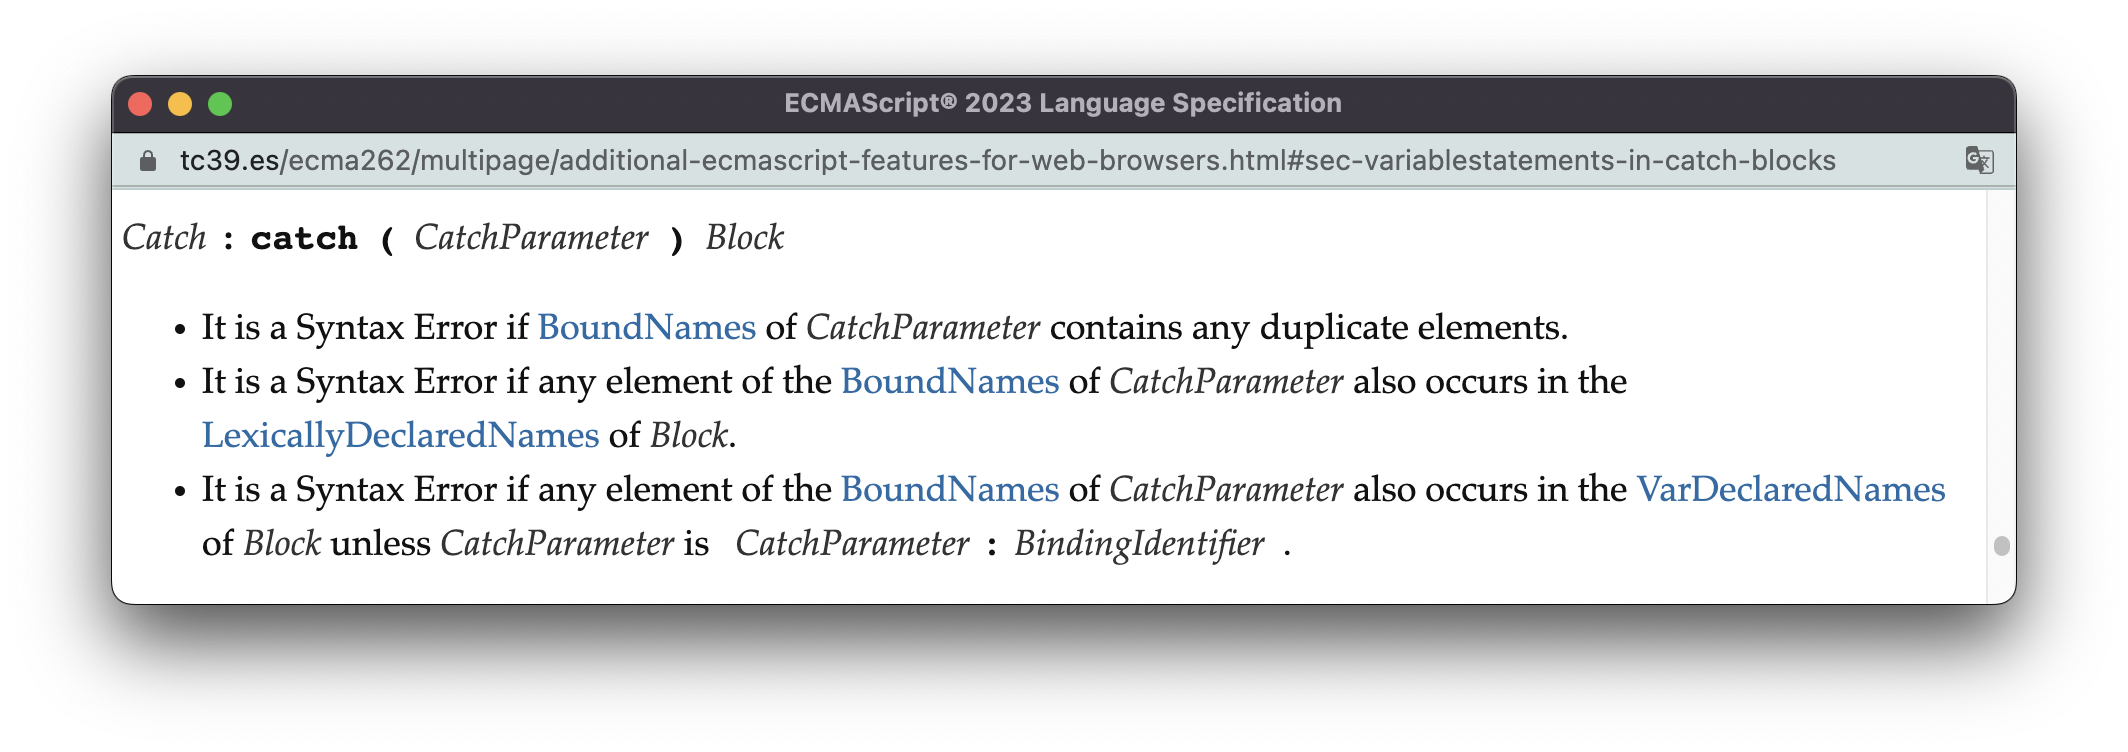 ECMAScript® 2023 Language Specification
tc39.es/ecma262/multipage/additional-ecmascript-features-for-web-browsers.html#sec-variablestatements-in-catch-blocks
Catch : catch ( CatchParameter ) Block
• It is a Syntax Error if BoundNames of CatchParameter contains any duplicate elements.
• It is a Syntax Error if any element of the BoundNames of CatchParameter also occurs in the
LexicallyDeclaredNames of Block.
• It is a Syntax Error if any element of the BoundNames of CatchParameter also occurs in the VarDeclaredNames
of Block unless CatchParameter is CatchParameter : BindingIdentifier .